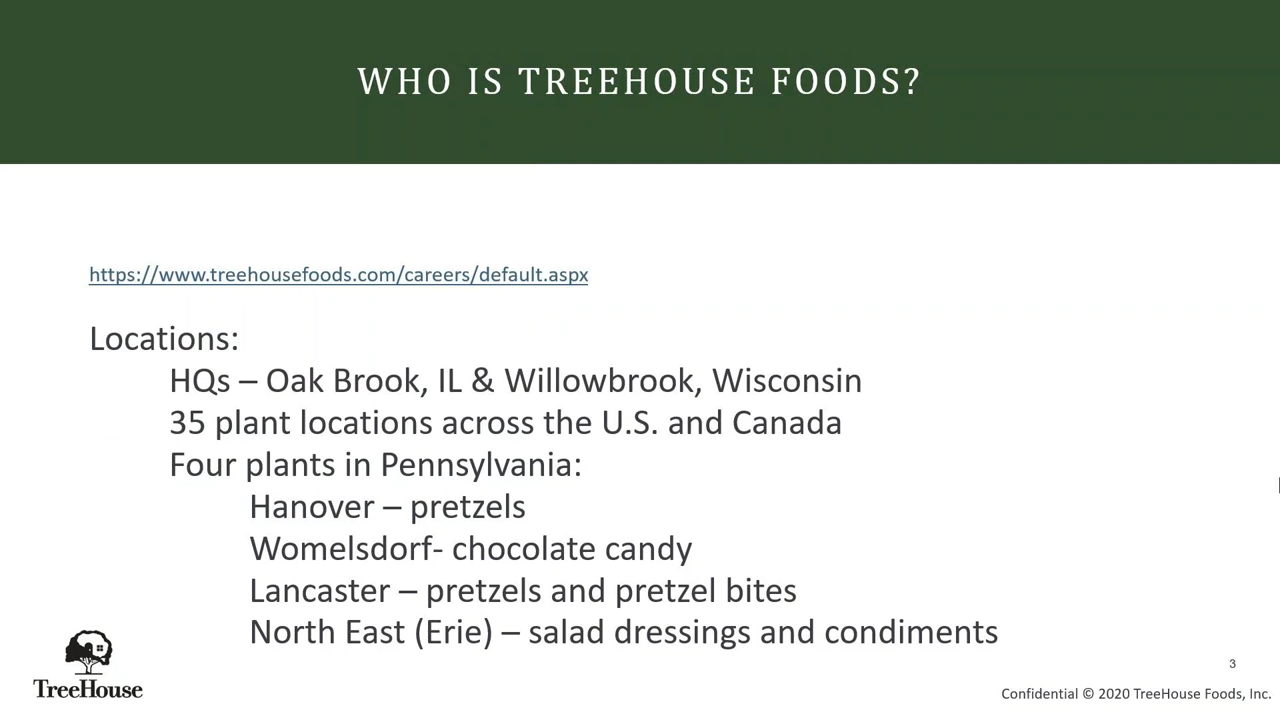 WHO IS TREEHOUSE FOODS?
https://www.treehousefoods.com/careers/default.aspx
Locations:
HQs – Oak Brook, IL & Willowbrook, Wisconsin
35 plant locations across the U.S. and Canada
Four plants in Pennsylvania:
Hanover – pretzels
Womelsdorf- chocolate candy
Lancaster – pretzels and pretzel bites
North East (Erie) – salad dressings and condiments
TreeHouse
3
Confidential © 2020 TreeHouse Foods, Inc.